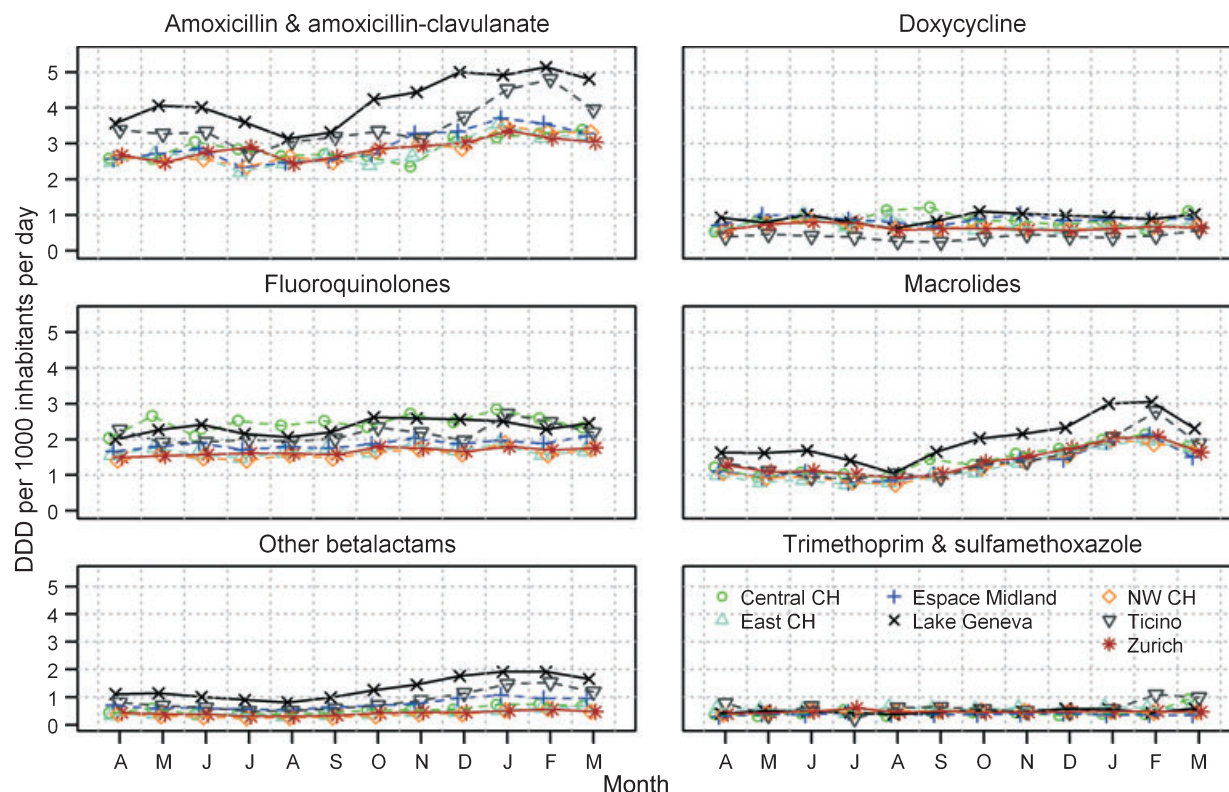 Amoxicillin & amoxicillin-clavulanate
Doxycycline
5
4
3
2
1
0
Fluoroquinolones
Macrolides
5
4
3
2
1
0
DDD per 1000 inhabitants per day
Other betalactams
Trimethoprim & sulfamethoxazole
5
4
3
2
1
0
Central CH
Espace Midland
NW CH
East CH
Lake Geneva
Ticino
Zurich
A M J J A S O N D J F M
A M J J A S O N D J F M
Month